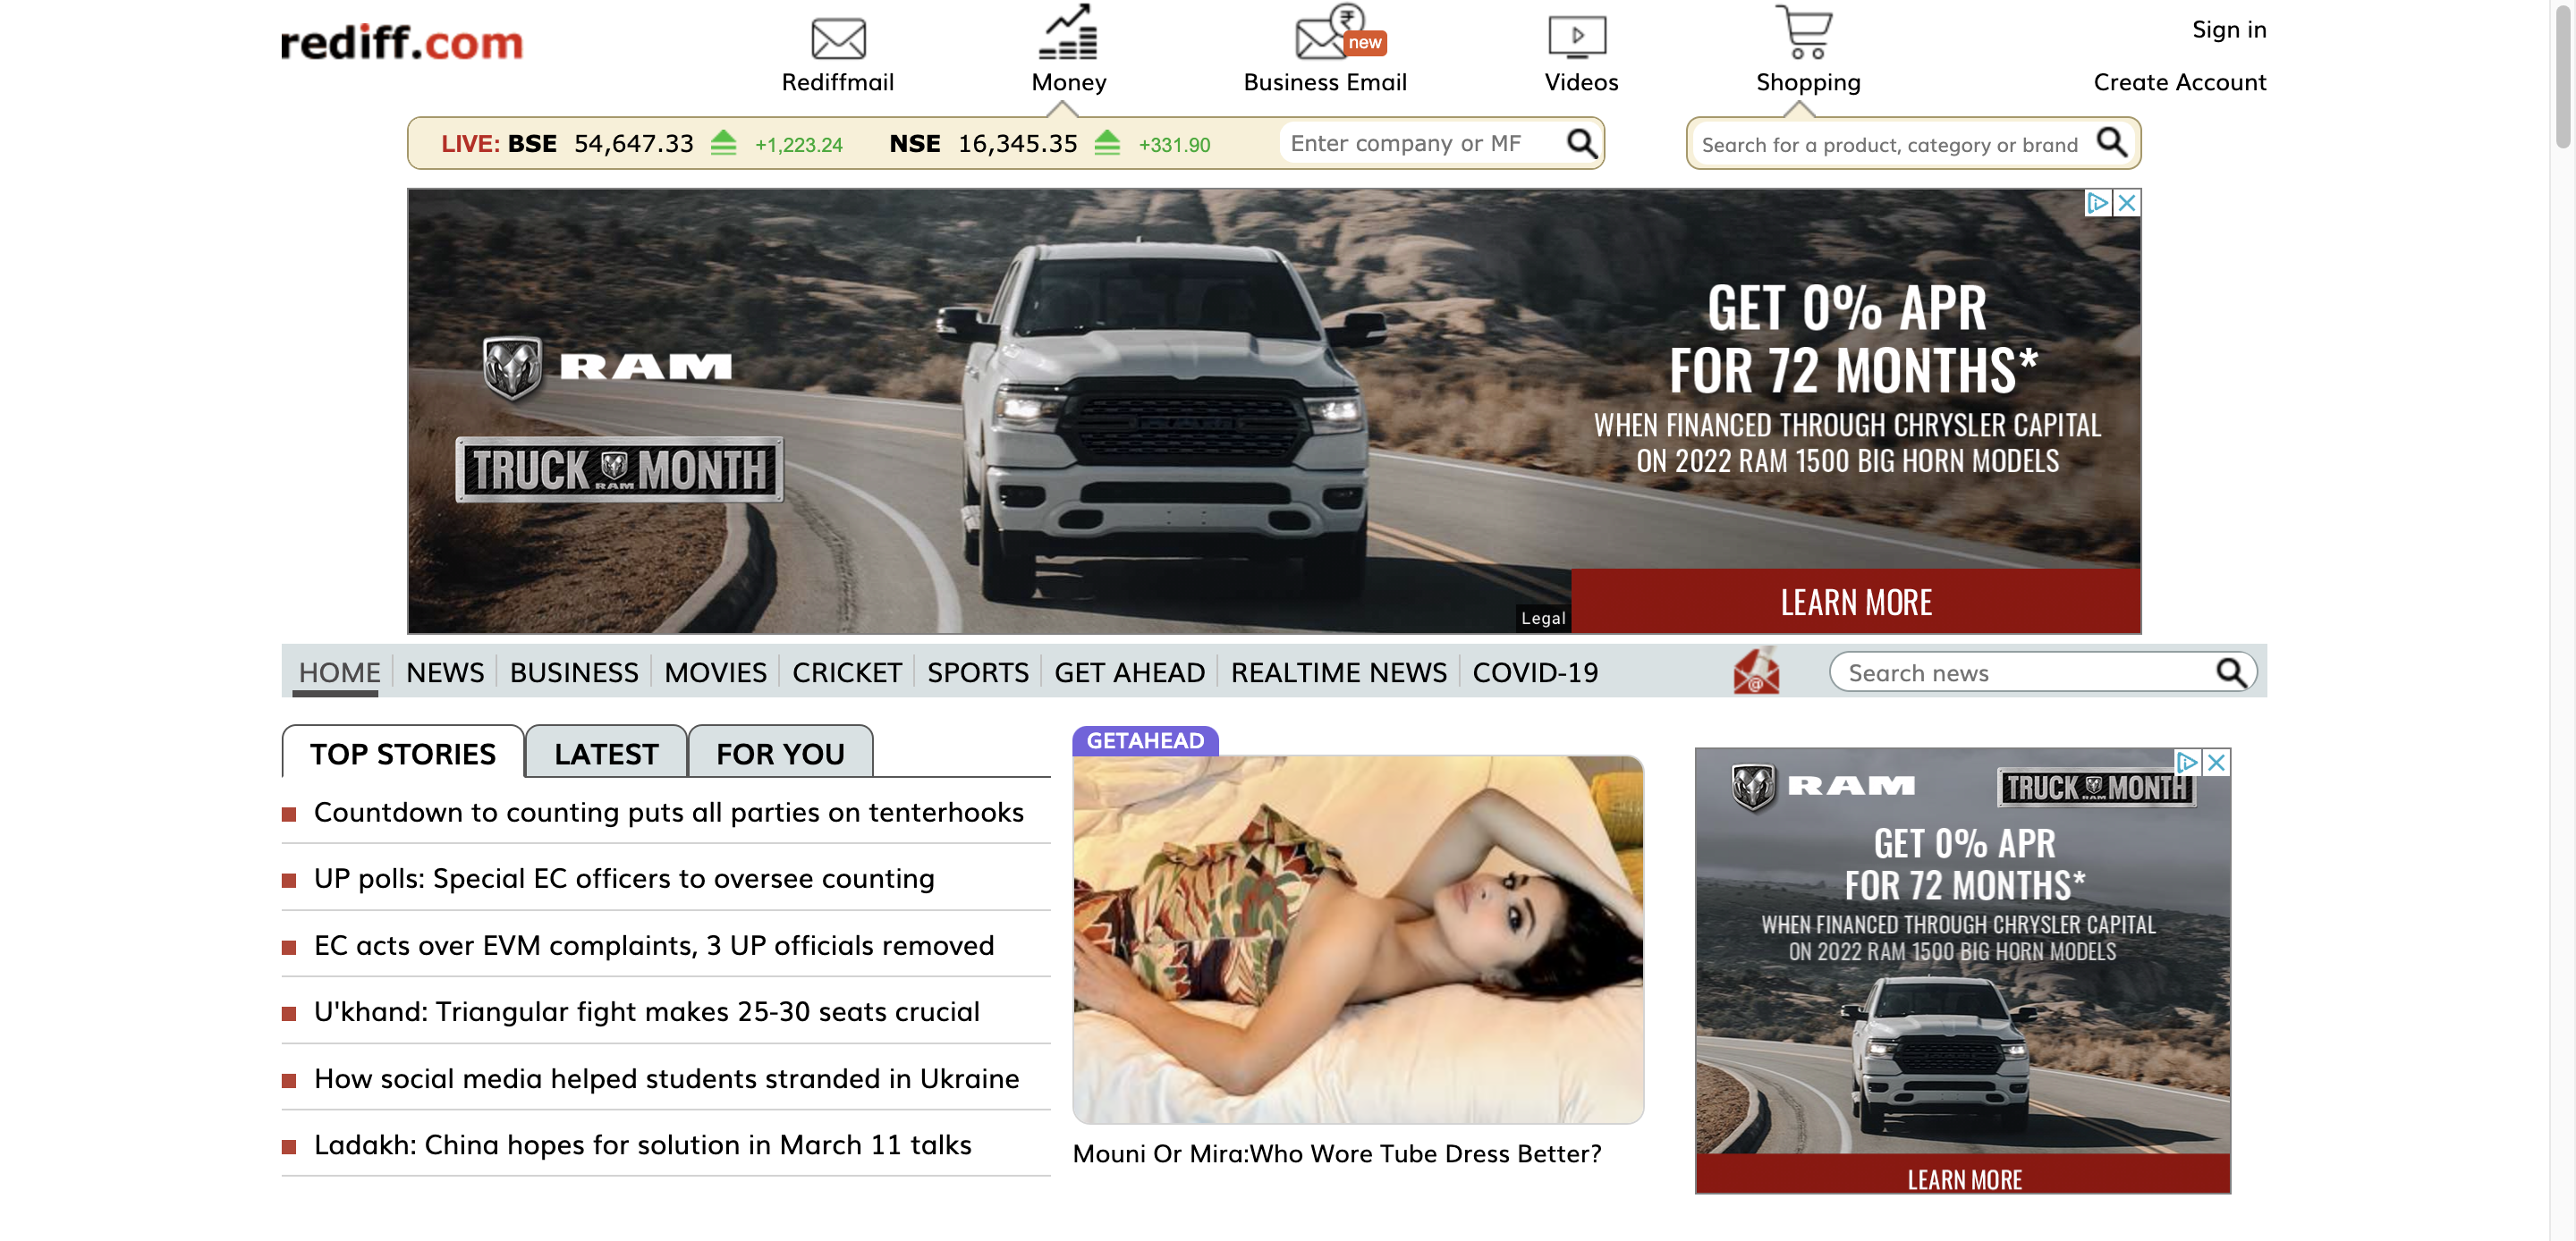 rediff.com
Rediffmail
Money
new
Business Email
Videos
Shopping
Sign in
Create Account
LIVE: BSE 54,647.33 +1,223.24 NSE 16,345.35 +331.90
Enter company or MF
Search for a product, category or brand
RAM
TRUCK RAM MONTH
GET 0% APR
FOR 72 MONTHS*
WHEN FINANCED THROUGH CHRYSLER CAPITAL
ON 2022 RAM 1500 BIG HORN MODELS
Legal
LEARN MORE
HOME NEWS BUSINESS MOVIES CRICKET SPORTS GET AHEAD REALTIME NEWS COVID-19
Search news
TOP STORIES LATEST FOR YOU
Countdown to counting puts all parties on tenterhooks
UP polls: Special EC officers to oversee counting
EC acts over EVM complaints, 3 UP officials removed
U'khand: Triangular fight makes 25-30 seats crucial
How social media helped students stranded in Ukraine
Ladakh: China hopes for solution in March 11 talks
GETAHEAD
Mouni Or Mira:Who Wore Tube Dress Better?
RAM
TRUCK RAM MONTH
GET 0% APR
FOR 72 MONTHS*
WHEN FINANCED THROUGH CHRYSLER CAPITAL
ON 2022 RAM 1500 BIG HORN MODELS
LEARN MORE